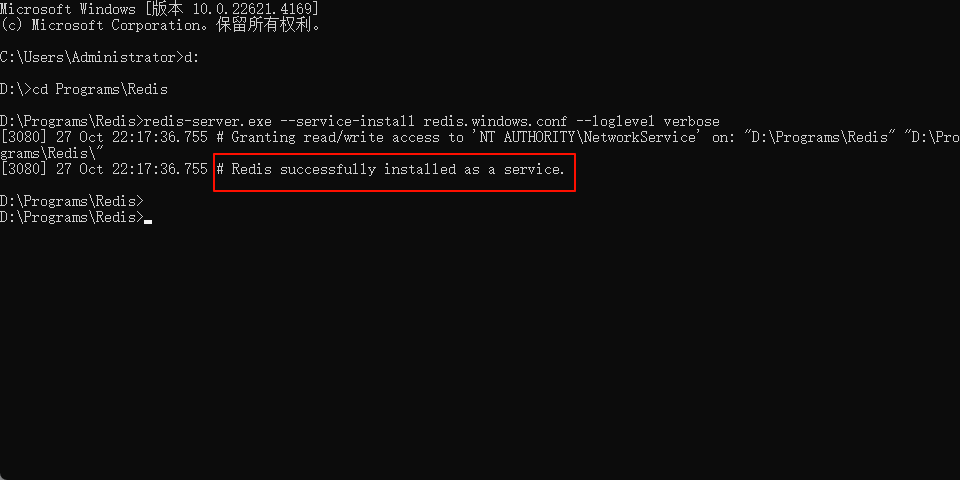 Microsoft Windows [版本 10.0.22621.4169]
(c) Microsoft Corporation。保留所有权利。
C:\Users\Administrator>d:
D:\>cd Programs\Redis
D:\Programs\Redis>redis-server.exe --service-install redis.windows.conf --loglevel verbose
[3080] 27 Oct 22:17:36.755 # Granting read/write access to 'NT AUTHORITY\NetworkService' on: "D:\Programs\Redis" "D:\Pro
grams\Redis\"
[3080] 27 Oct 22:17:36.755 # Redis successfully installed as a service.
D:\Programs\Redis>
D:\Programs\Redis>